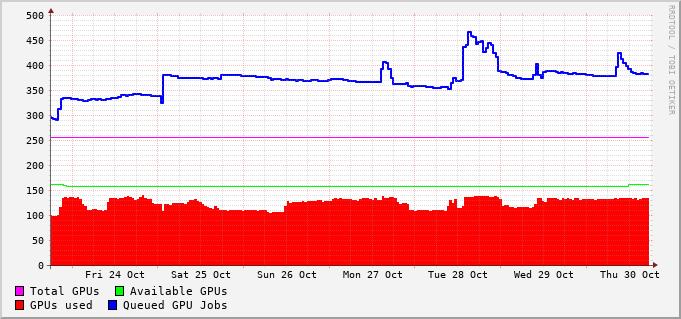 500
450
400
350
300
250
200
150
100
50
0
Fri 24 Oct Sat 25 Oct Sun 26 Oct Mon 27 Oct Tue 28 Oct Wed 29 Oct Thu 30 Oct
Total GPUs Available GPUs
GPUs used Queued GPU Jobs
RRDTOOL / TOBI OETIKER